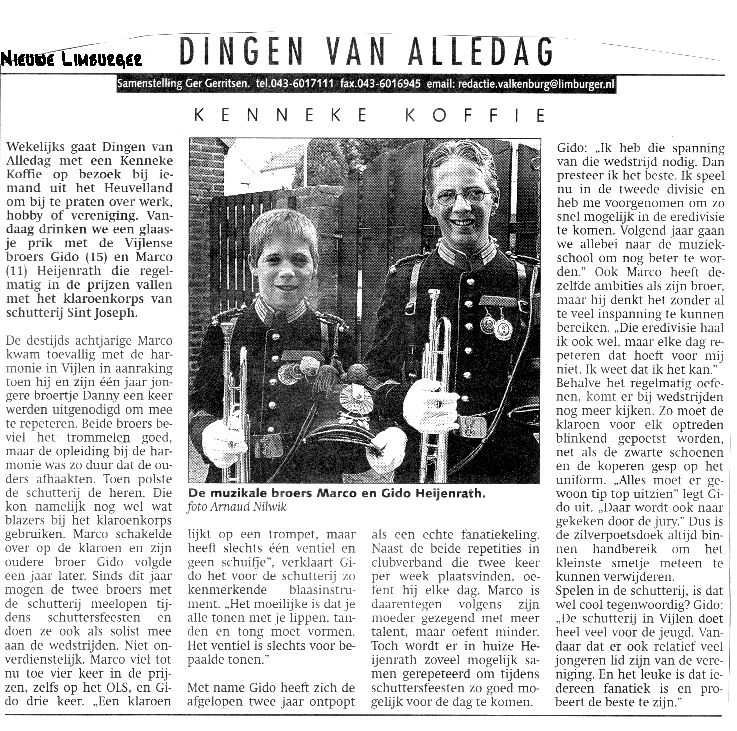 NIEUWE LIMBURGER
DINGEN VAN ALLEDAG
Samenstelling Ger Gerritsen. tel.043-6017111 fax.043-6016945 email: redactie.valkenburg@limburger.nl
KENNEKE KOFFIE
Wekelijks gaat Dingen van
Alledag met een Kenneke
Koffie op bezoek bij ie-
mand uit het Heuvelland
om bij te praten over werk,
hobby of vereniging. Van-
daag drinken we een glaas-
je prik met de Vijlense
broers Gido (15) en Marco
(11) Heijenrath die regel-
matig in de prijzen vallen
met het klaroenkorps van
schutterij Sint Joseph.
De destijds achtjarige Marco
kwam toevallig met de har-
monie in Vijlen in aanraking
toen hij en zijn één jaar jon-
gere broertje Danny een keer
werden uitgenodigd om mee
te repeteren. Beide broers be-
viel het trommelen goed,
maar de opleiding bij de har-
monie was zo duur dat de ou-
ders afhaakten. Toen polste
de schutterij de heren. Die
kon namelijk nog wel wat
blazers bij het klaroenkorps
gebruiken. Marco schakelde
over op de klaroen en zijn
oudere broer Gido volgde
een jaar later. Sinds dit jaar
mogen de twee broers met
de schutterij meelopen tij-
dens schuttersfeesten en
doen ze ook als solist mee
aan de wedstrijden. Niet on-
verdienstelijk. Marco viel tot
nu toe vier keer in de prij-
zen, zelfs op het OLS, en Gi-
do drie keer. „Een klaroen
De muzikale broers Marco en Gido Heijenrath.
foto Arnaud Nilwik
lijkt op een trompet, maar
heeft slechts één ventiel en
geen schuifje”, verklaart Gi-
do het voor de schutterij zo
kenmerkende blaasinstru-
ment. „Het moeilijke is dat je
alle tonen met je lippen, tan-
den en tong moet vormen.
Het ventiel is slechts voor be-
paalde tonen.”
Met name Gido heeft zich de
afgelopen twee jaar ontpopt
als een echte fanatiekeling.
Naast de beide repetities in
clubverband die twee keer
per week plaatsvinden, oe-
fent hij elke dag. Marco is
daarentegen volgens zijn
moeder gezegend met meer
talent, maar oefent minder.
Toch wordt er in huize He-
ijenrath zoveel mogelijk sa-
men gerepeteerd om tijdens
schuttersfeesten zo goed mo-
gelijk voor de dag te komen.
Gido: „Ik heb die spanning
van die wedstrijd nodig. Dan
presteer ik het beste. Ik speel
nu in de tweede divisie en
heb me voorgenomen om zo
snel mogelijk in de eredivisie
te komen. Volgend jaar gaan
we allebei naar de muziek-
school om nog beter te wor-
den.” Ook Marco heeft de-
zelfde ambities als zijn broer,
maar hij denkt het zonder al
te veel inspanning te kunnen
bereiken. „Die eredivisie haal
ik ook wel, maar elke dag re-
peteren dat hoeft voor mij
niet. Ik weet dat ik het kan.”
Behalve het regelmatig oefe-
nen, komt er bij wedstrijden
nog meer kijken. Zo moet de
klaroen voor elk optreden
blinkend gepoetst worden,
net als de zwarte schoenen
en de koperen gesp op het
uniform. „Alles moet er ge-
woon tip top uitzien” legt Gi-
do uit. „Daar wordt ook naar
gekeken door de jury.” Dus is
de zilverpoetsdoek altijd bin-
nen handbereik om het
kleinste smetje meteen te
kunnen verwijderen.
Spelen in de schutterij, is dat
wel cool tegenwoordig? Gido:
„De schutterij in Vijlen doet
heel veel voor de jeugd. Van-
daar dat er ook relatief veel
jongeren lid zijn van de vere-
niging. En het leuke is dat ie-
dereen fanatiek is en pro-
beert de beste te zijn.”